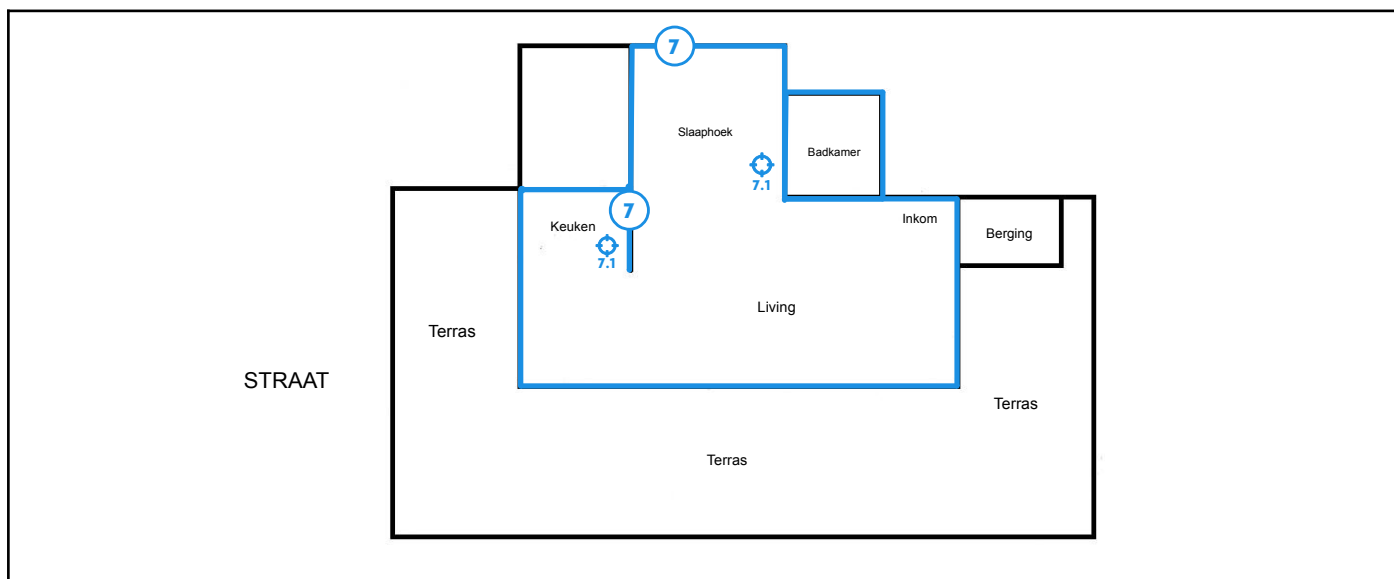 7
Slaaphoek
Badkamer
7.1
7
Keuken
Inkom
Berging
7.1
Living
Terras
STRAAT
Terras
Terras